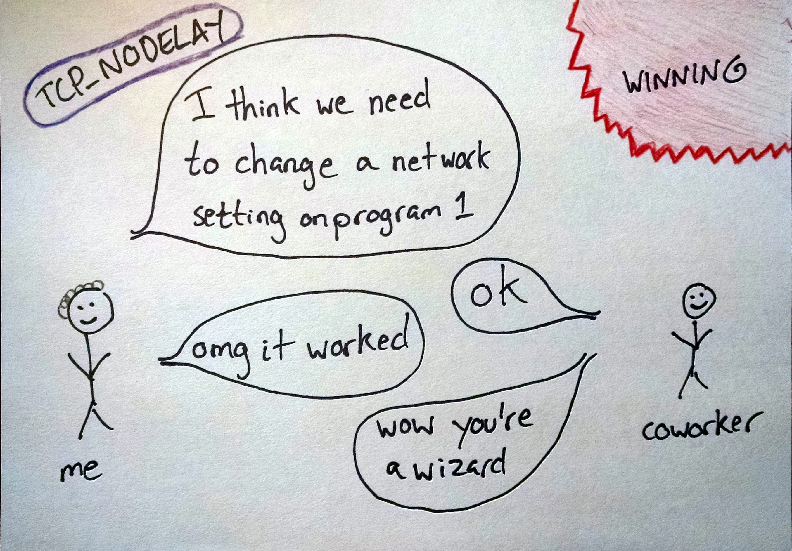 TCP_NODELAY
WINNING
I think we need
to change a network
setting on program 1
ok
omg it worked
wow you're
a wizard
me
coworker